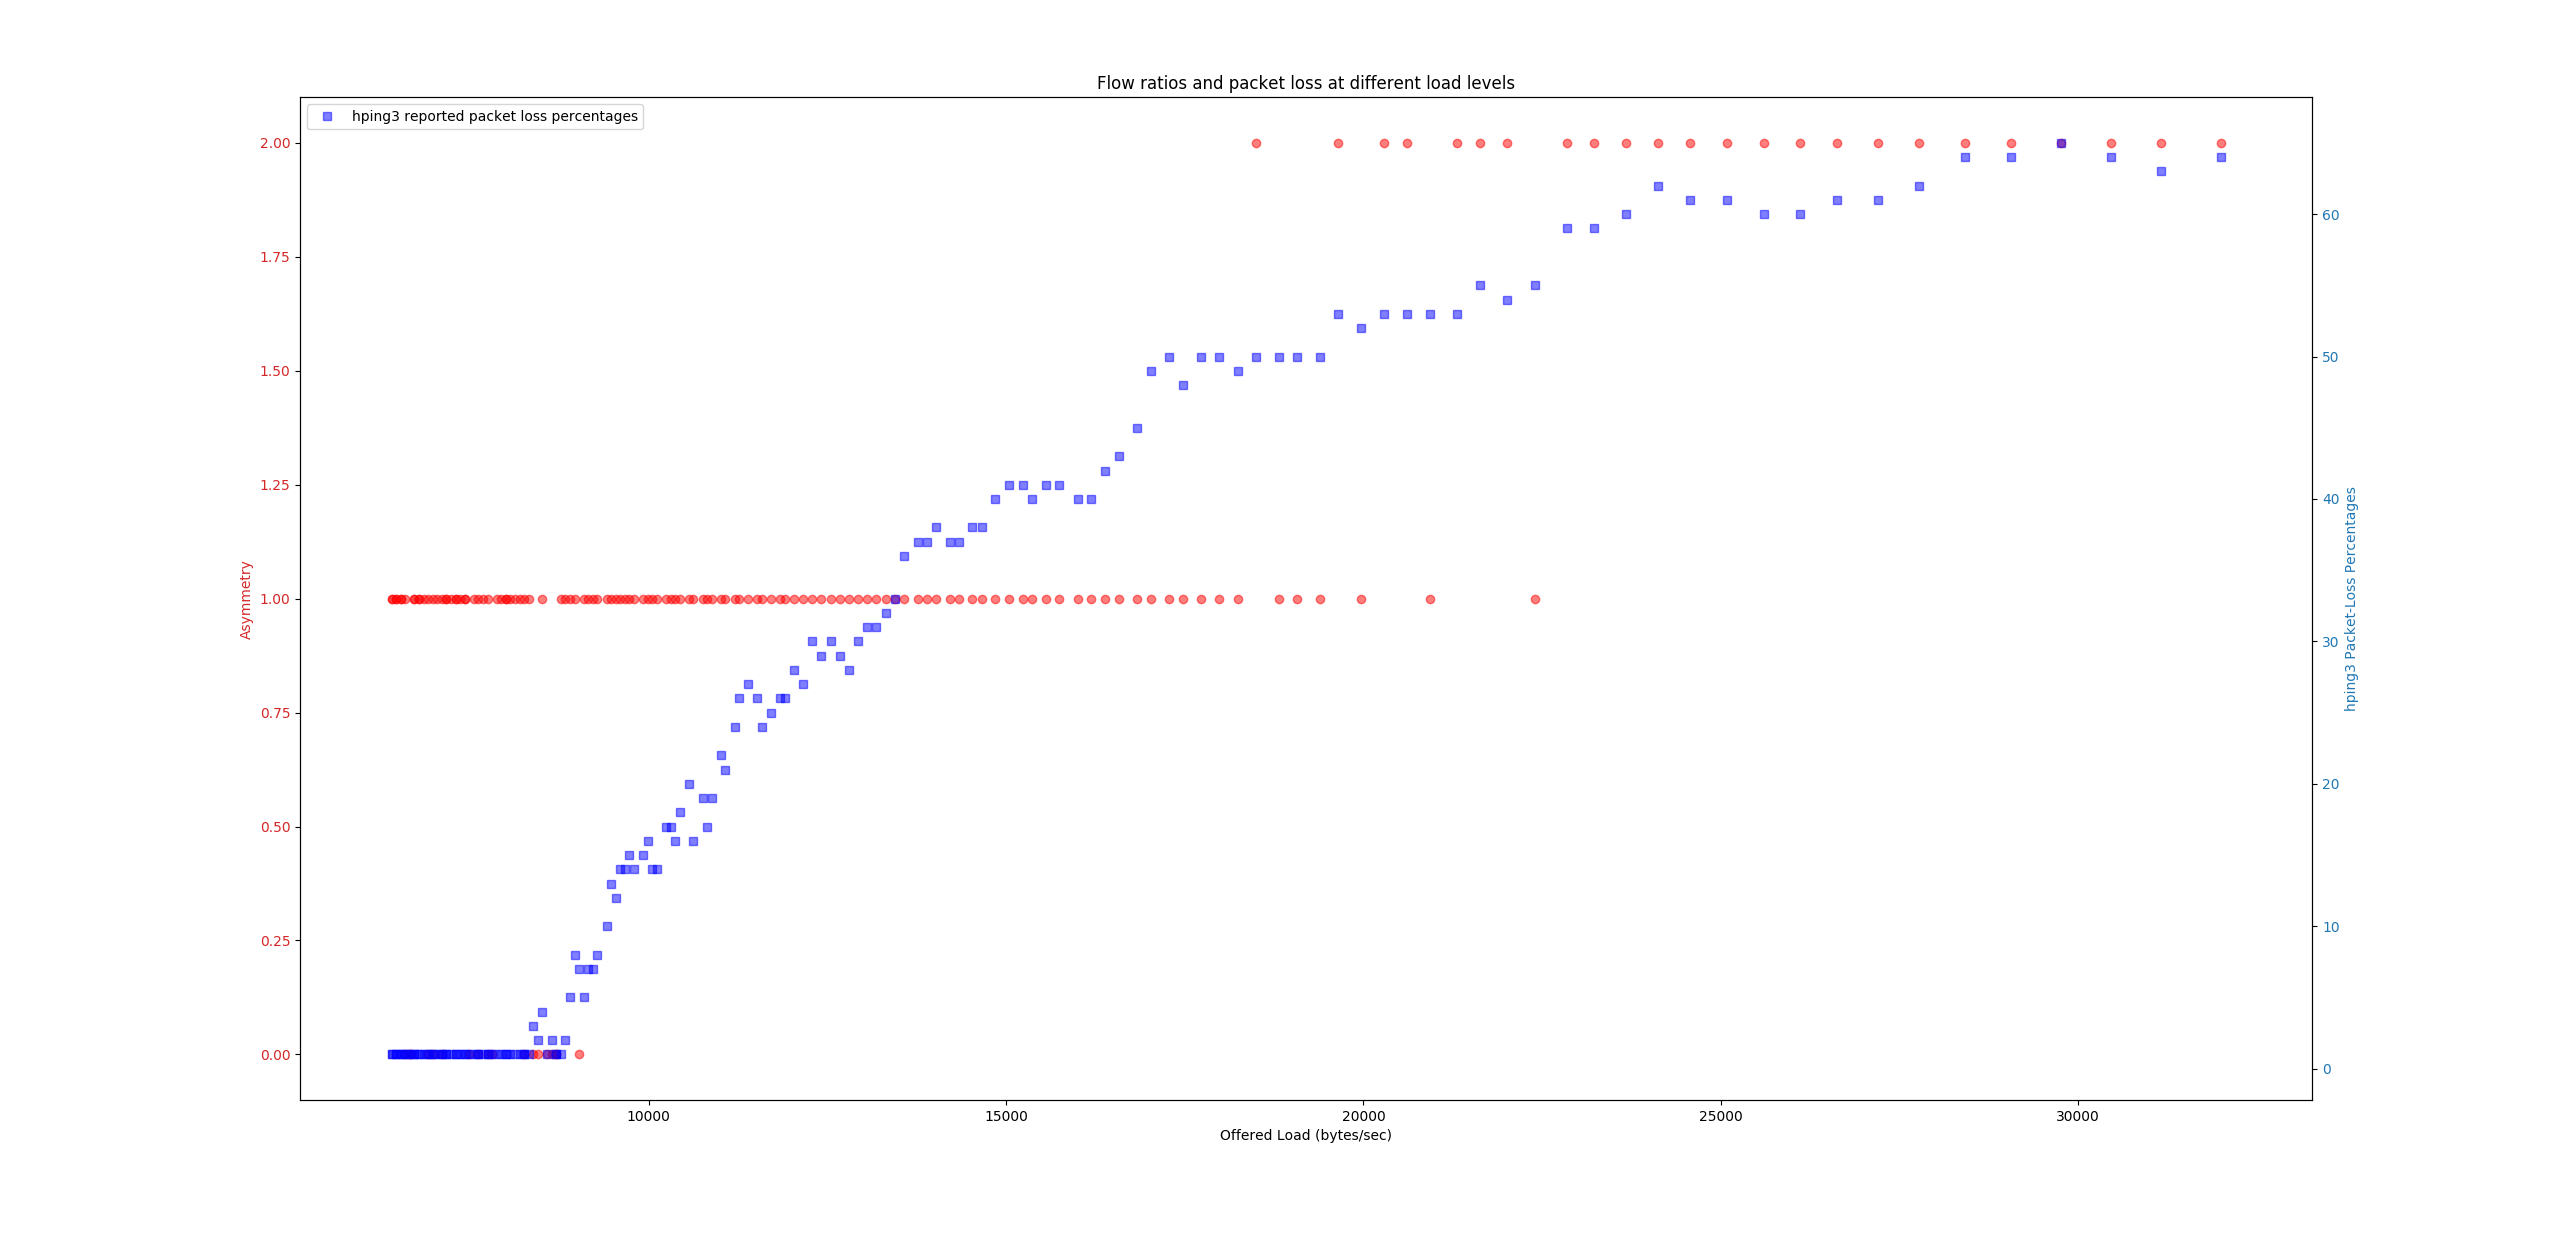 Flow ratios and packet loss at different load levels
hping3 reported packet loss percentages
2.00
1.75
1.50
1.25
1.00
0.75
0.50
0.25
0.00
Asymmetry
60
50
40
30
20
10
0
hping3 Packet-Loss Percentages
10000 15000 20000 25000 30000
Offered Load (bytes/sec)